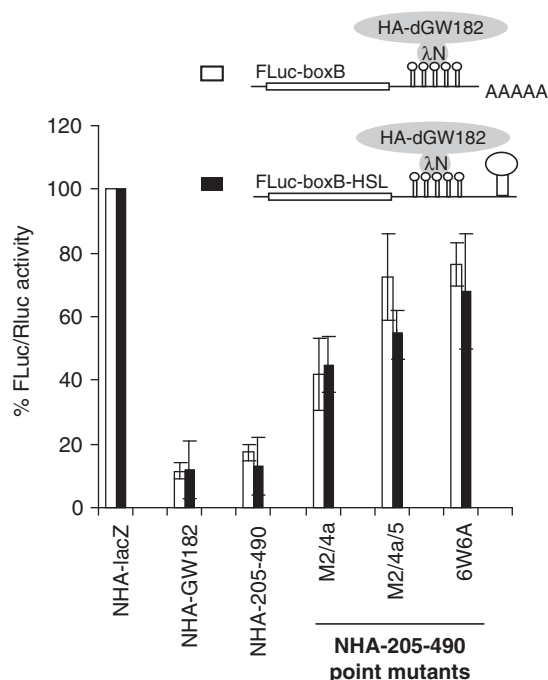 HA-dGW182
λN
FLuc-boxB
AAAAA
HA-dGW182
λN
FLuc-boxB-HSL
120
100
80
60
40
20
0
% FLuc/Rluc activity
NHA-lacZ
NHA-GW182
NHA-205-490
M2/4a
M2/4a/5
6W6A
NHA-205-490
point mutants